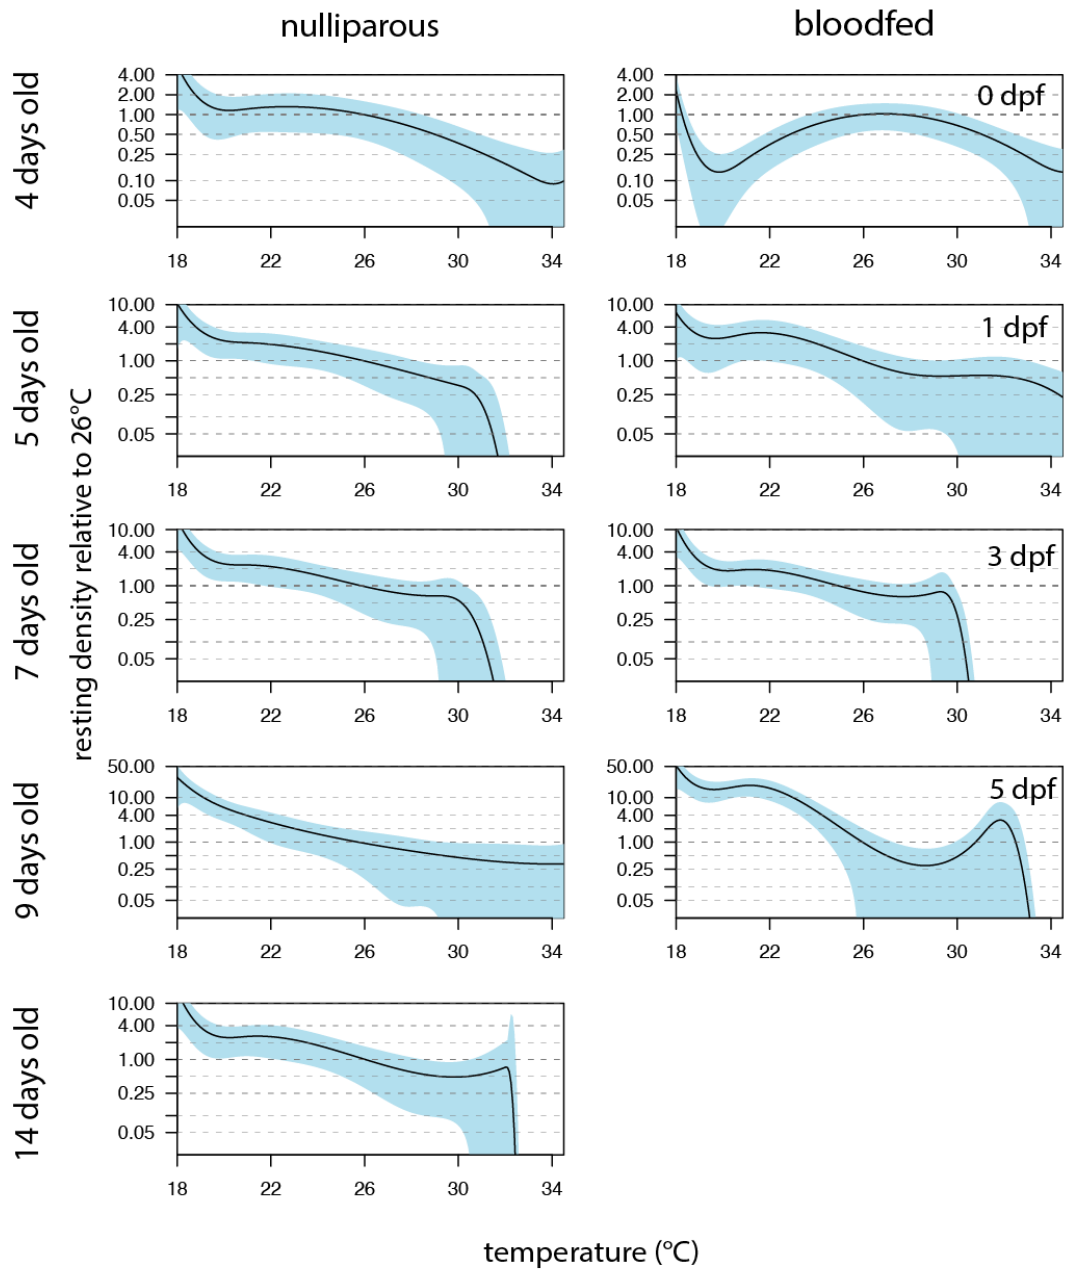 nulliparous
bloodfed
4 days old
4.00
2.00
1.00
0.50
0.25
0.10
0.05
18 22 26 30 34
4.00
2.00
1.00
0.50
0.25
0.10
0.05
0 dpf
18 22 26 30 34
5 days old
10.00
4.00
1.00
0.25
0.05
18 22 26 30 34
10.00
4.00
1.00
0.25
0.05
1 dpf
18 22 26 30 34
resting density relative to 26°C
7 days old
10.00
4.00
1.00
0.25
0.05
18 22 26 30 34
10.00
4.00
1.00
0.25
0.05
3 dpf
18 22 26 30 34
9 days old
50.00
10.00
4.00
1.00
0.25
0.05
18 22 26 30 34
50.00
10.00
4.00
1.00
0.25
0.05
5 dpf
18 22 26 30 34
14 days old
10.00
4.00
1.00
0.25
0.05
18 22 26 30 34
temperature (°C)